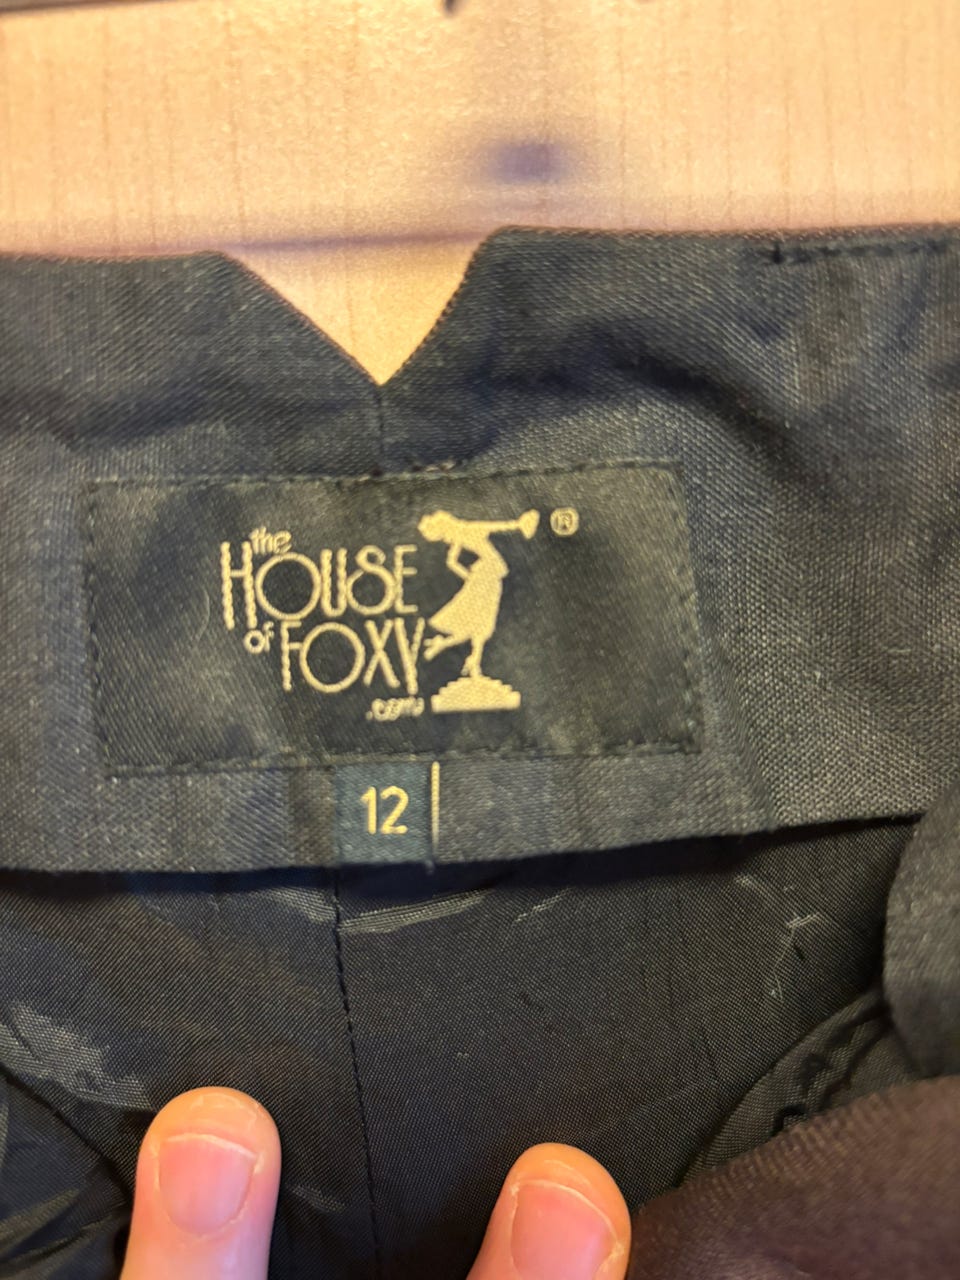 the
HOUSE ®
of FOXY
.com
12